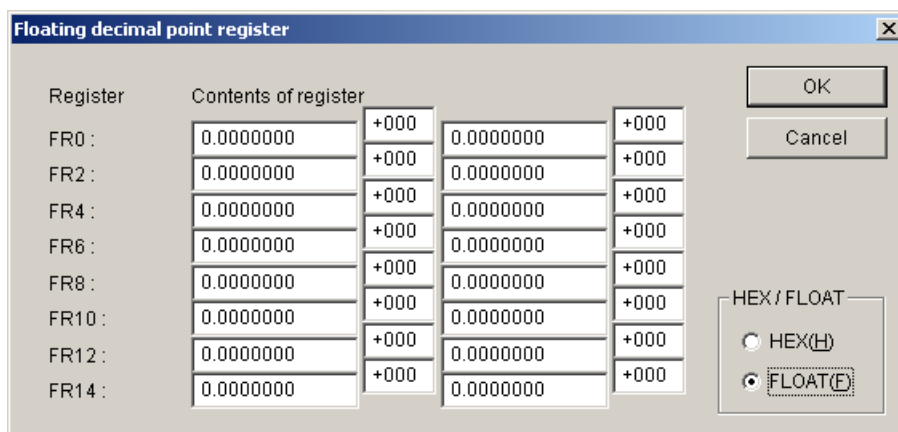 Floating decimal point register
Register Contents of register
OK
Cancel
FR0 : 0.0000000 +000 0.0000000 +000
FR2 : 0.0000000 +000 0.0000000 +000
FR4 : 0.0000000 +000 0.0000000 +000
FR6 : 0.0000000 +000 0.0000000 +000
FR8 : 0.0000000 +000 0.0000000 +000
FR10 : 0.0000000 +000 0.0000000 +000
FR12 : 0.0000000 +000 0.0000000 +000
FR14 : 0.0000000 +000 0.0000000 +000
HEX / FLOAT
HEX(H)
FLOAT(F)